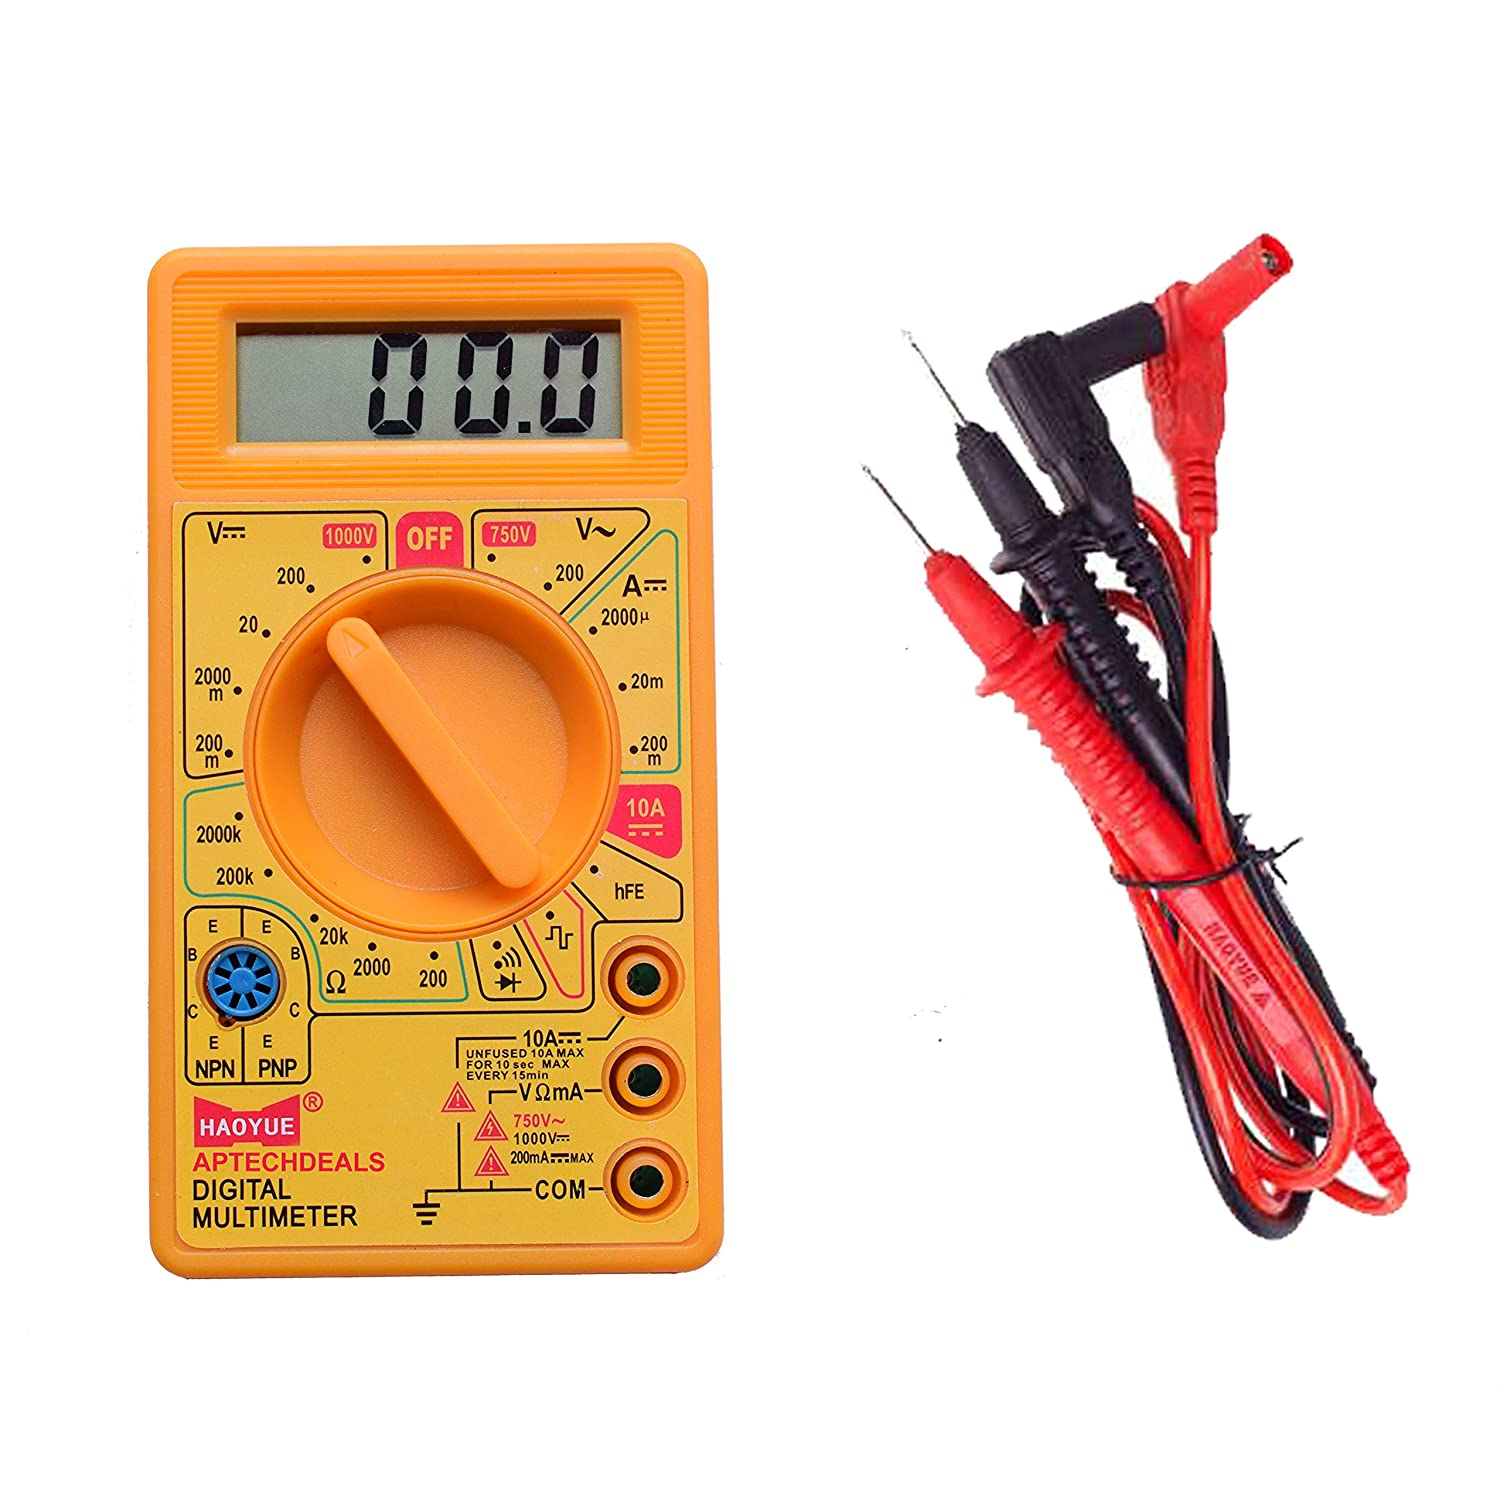 00.0
V⎓ 1000V OFF 750V V~
200 200 A⎓
20 2000µ
2000
m 20m
200
m 200
m
10A
⎓
2000k
200k hFE
20k
Ω 2000 200
E E
B B
C C
E E
NPN PNP
10A⎓
UNFUSED 10A MAX
FOR 10 sec MAX
EVERY 15min
VΩmA
750V~
1000V⎓
200mA⎓MAX
COM
HAOYUE ®
APTECHDEALS
DIGITAL
MULTIMETER
HAOYUE